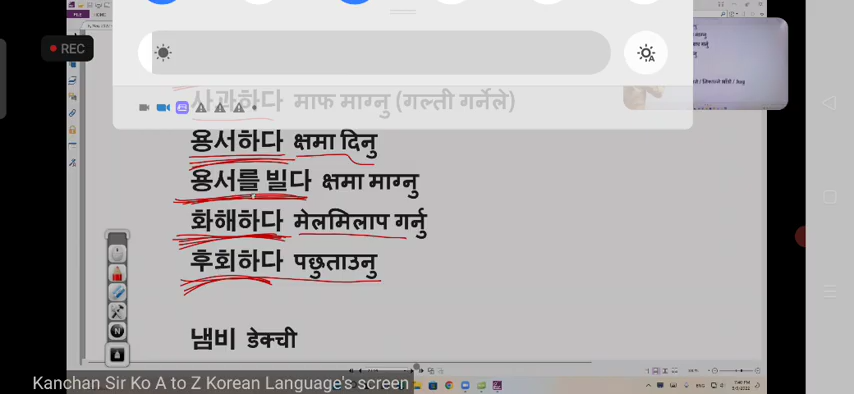 REC
사과하다 माफ माग्नु (गल्ती गर्नेले)
용서하다 क्षमा दिनु
용서를 빌다 क्षमा माग्नु
화해하다 मेलमिलाप गर्नु
후회하다 पछुताउनु
냄비 डेक्ची
Kanchan Sir Ko A to Z Korean Language's screen